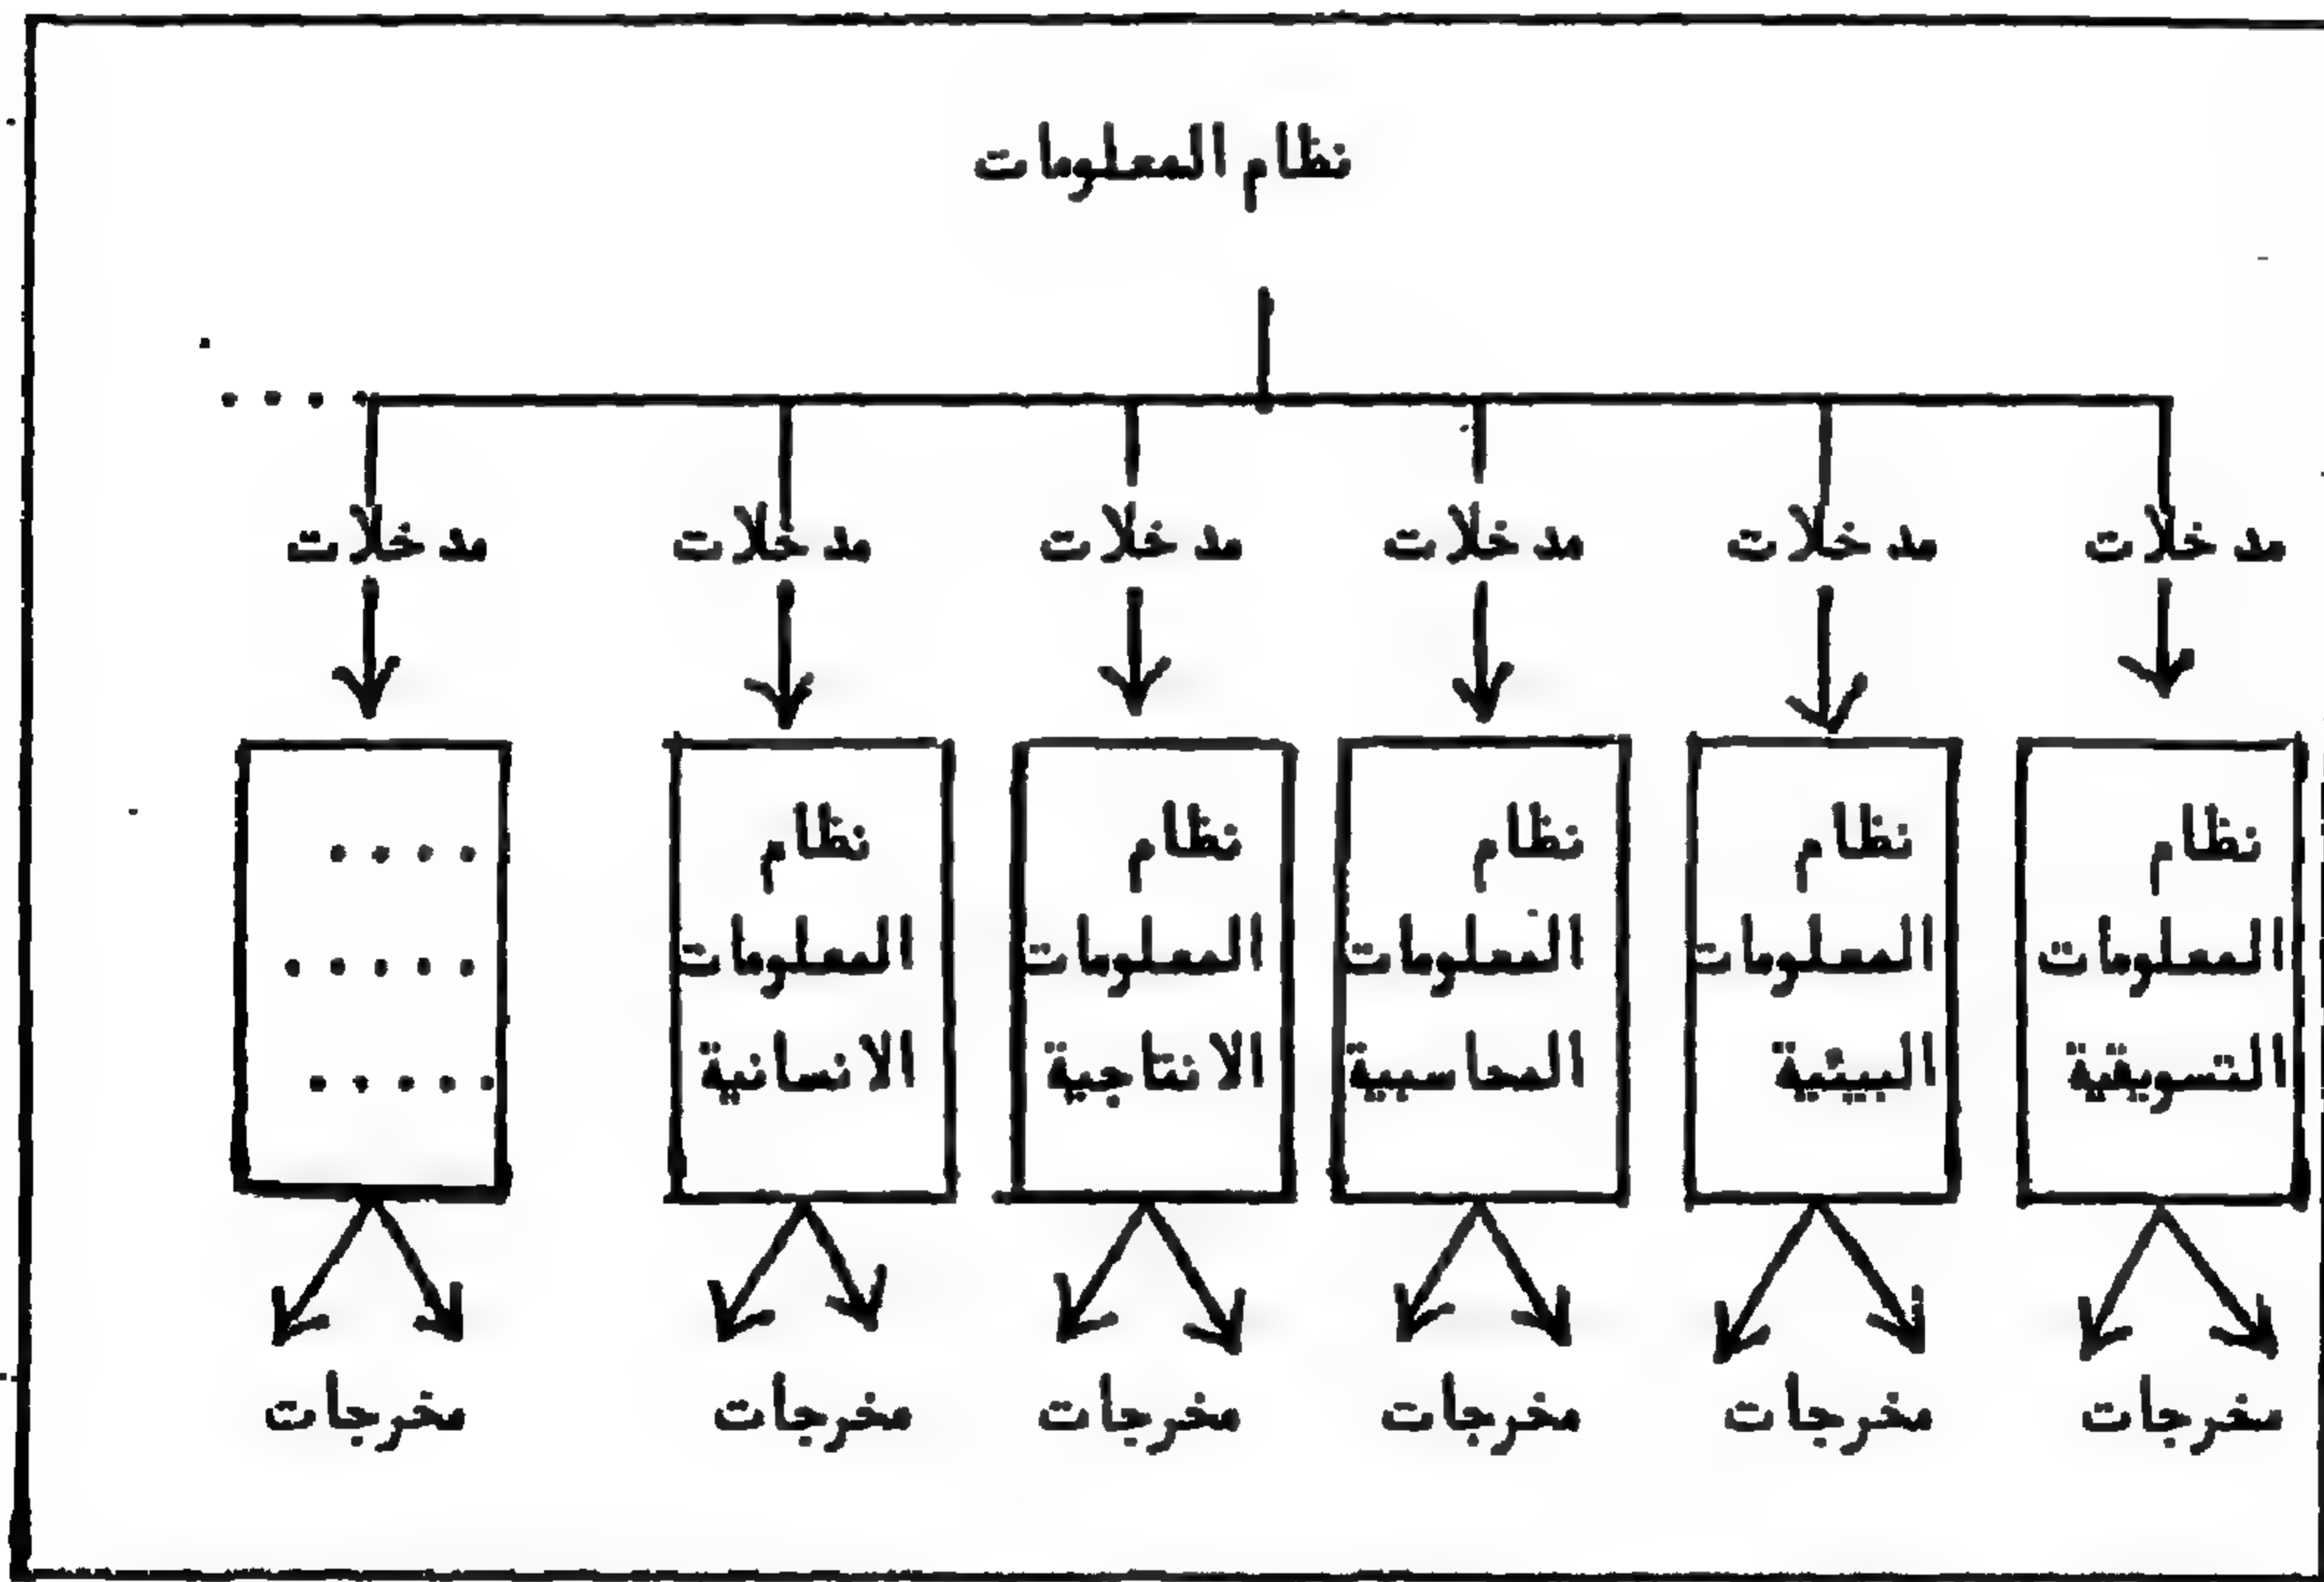 نظام المعلومات
....
مدخلات مدخلات مدخلات مدخلات مدخلات مدخلات
نظام نظام نظام نظام نظام ....
المعلومات المعلومات المعلومات المعلومات المعلومات .....
التسويقية البيئية المحاسبية الانتاجية الانسانية .....
مخرجات مخرجات مخرجات مخرجات مخرجات مخرجات